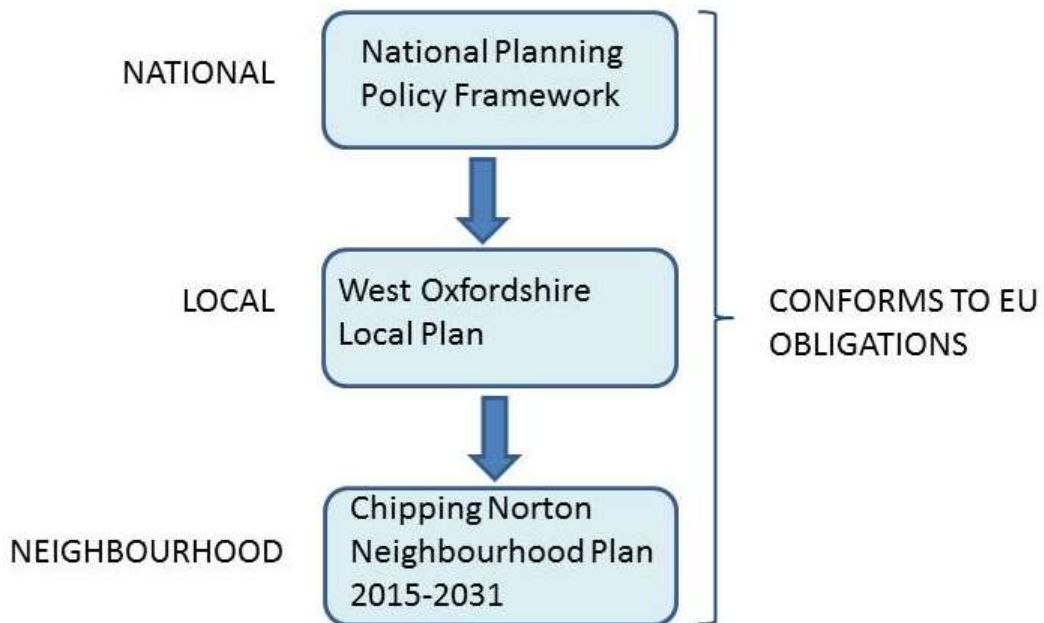 NATIONAL
National Planning
Policy Framework
LOCAL
West Oxfordshire
Local Plan
CONFORMS TO EU
OBLIGATIONS
NEIGHBOURHOOD
Chipping Norton
Neighbourhood Plan
2015-2031